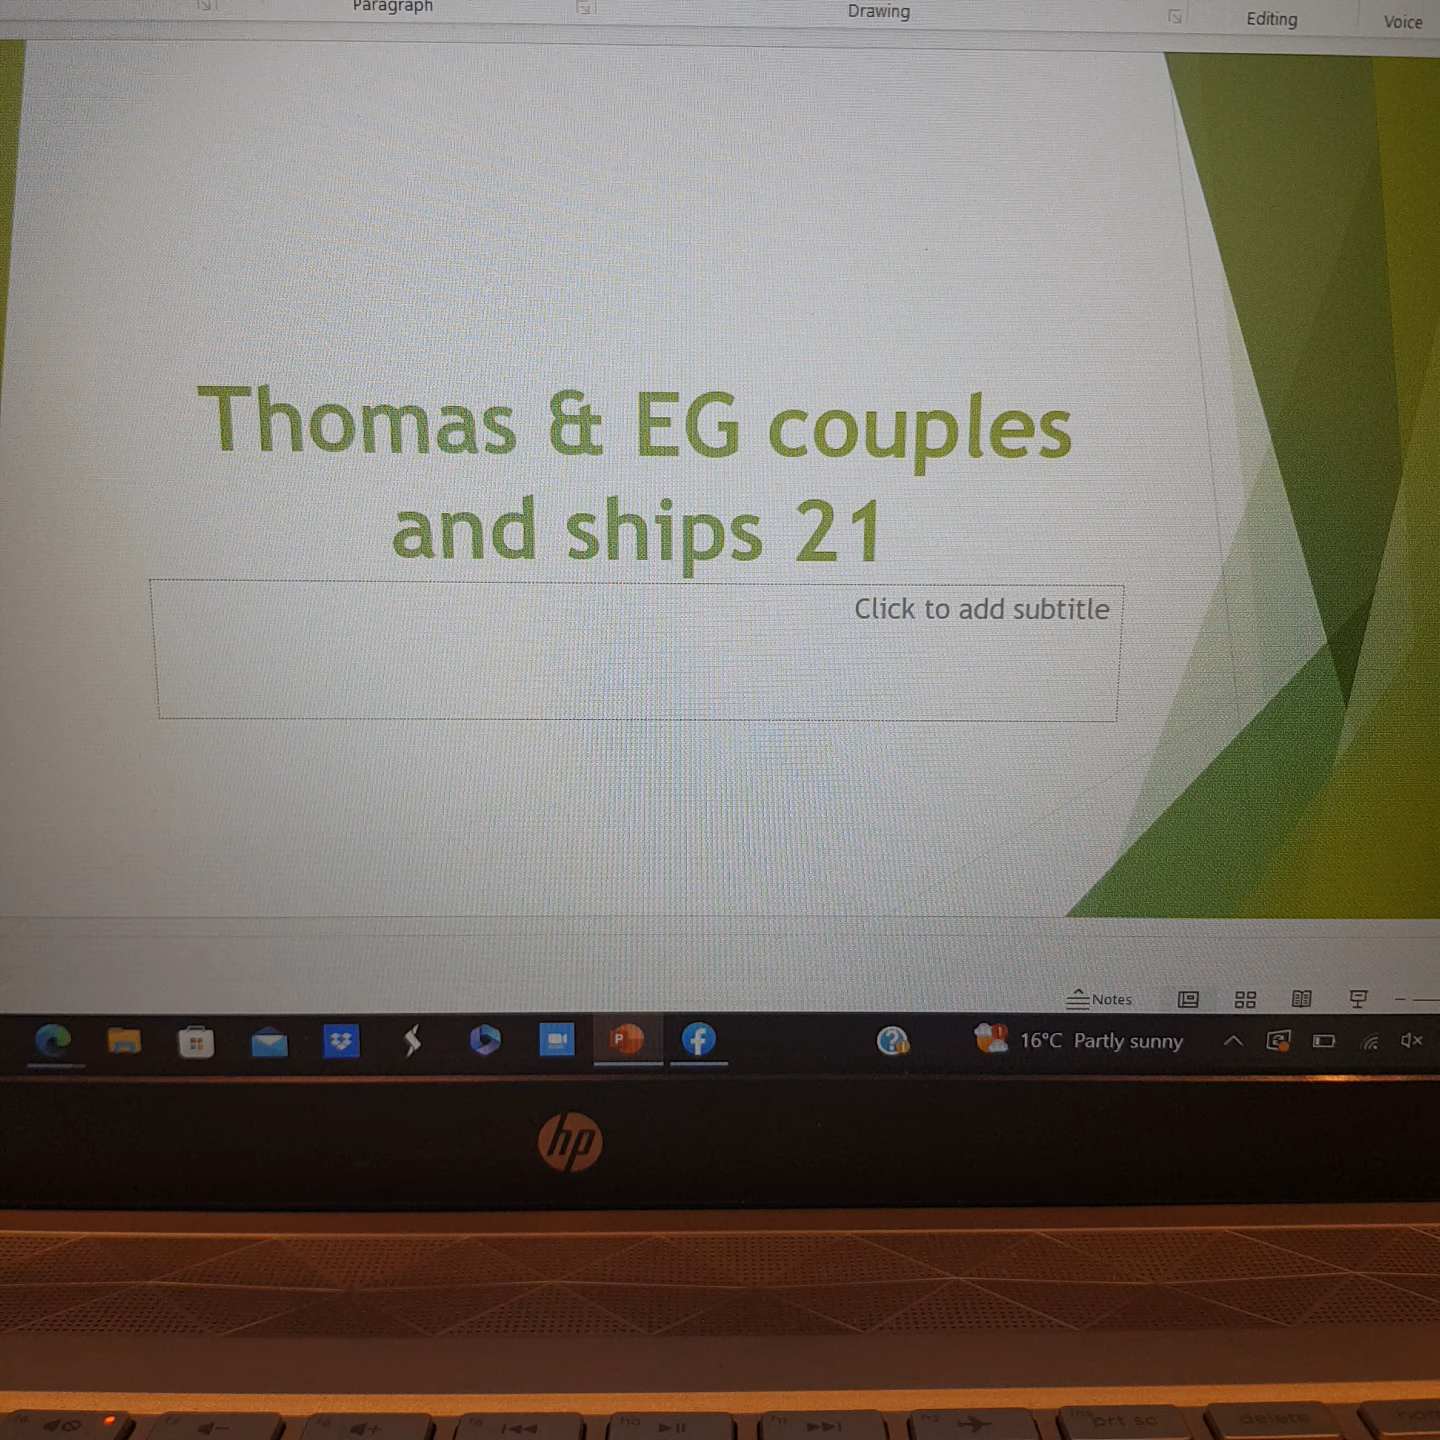 Paragraph
Drawing
Editing
Voice
Thomas & EG couples
and ships 21
Click to add subtitle
Notes
P
1
16°C Partly sunny
hp
prt sc
delete